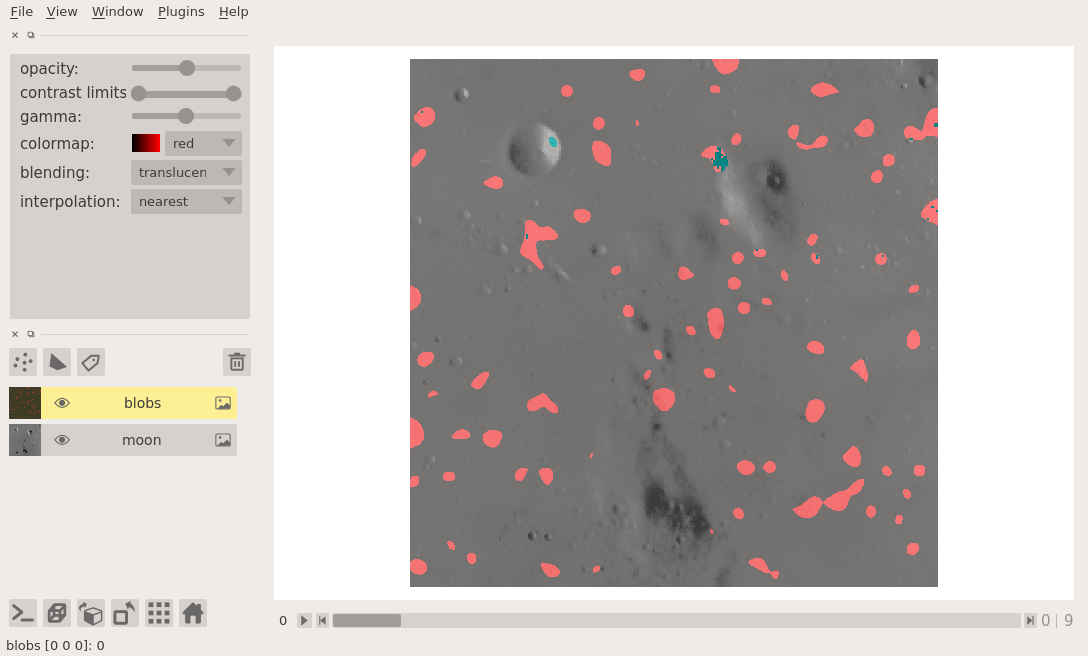 File View Window Plugins Help
opacity:
contrast limits
gamma:
colormap: red
blending: translucen
interpolation: nearest
blobs
moon
0 0 | 9
blobs [0 0 0]: 0